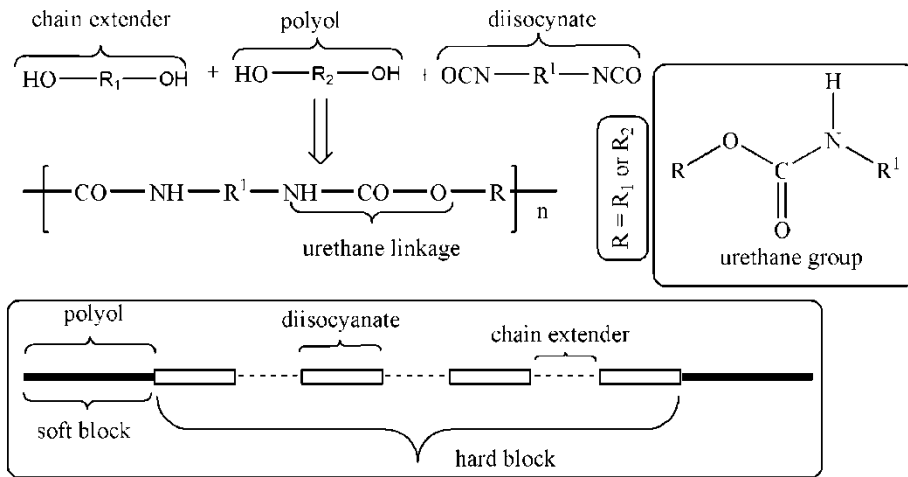 chain extender polyol diisocynate
HO—R₁—OH + HO—R₂—OH + OCN—R¹—NCO
[CO—NH—R¹—NH—CO—O—R]n
urethane linkage
R = R₁ or R₂
H
O N
R C R¹
O
urethane group
polyol diisocyanate chain extender
soft block
hard block